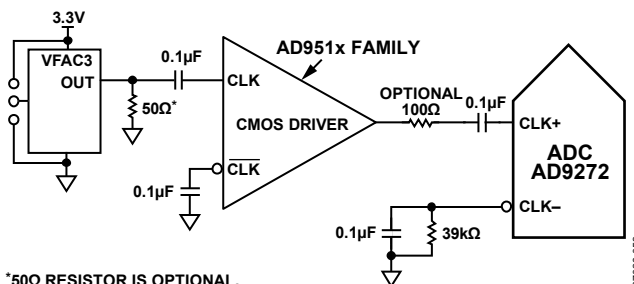 3.3V
VFAC3
OUT
50Ω*
0.1µF
AD951x FAMILY
CLK
CMOS DRIVER
CLK
0.1µF
OPTIONAL
100Ω
0.1µF
CLK+
ADC
AD9272
CLK–
0.1µF
39kΩ
*50Ω RESISTOR IS OPTIONAL.